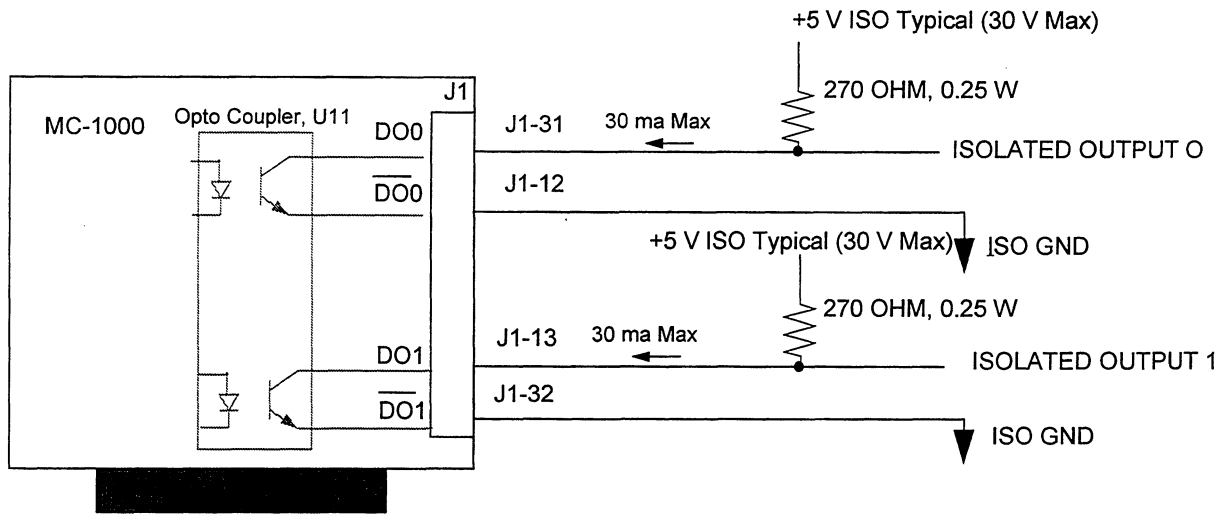 +5 V ISO Typical (30 V Max)
J1
270 OHM, 0.25 W
MC-1000
Opto Coupler, U11
DO0
J1-31
30 ma Max
ISOLATED OUTPUT O
DO0
J1-12
+5 V ISO Typical (30 V Max)
ISO GND
270 OHM, 0.25 W
DO1
J1-13
30 ma Max
ISOLATED OUTPUT 1
DO1
J1-32
ISO GND